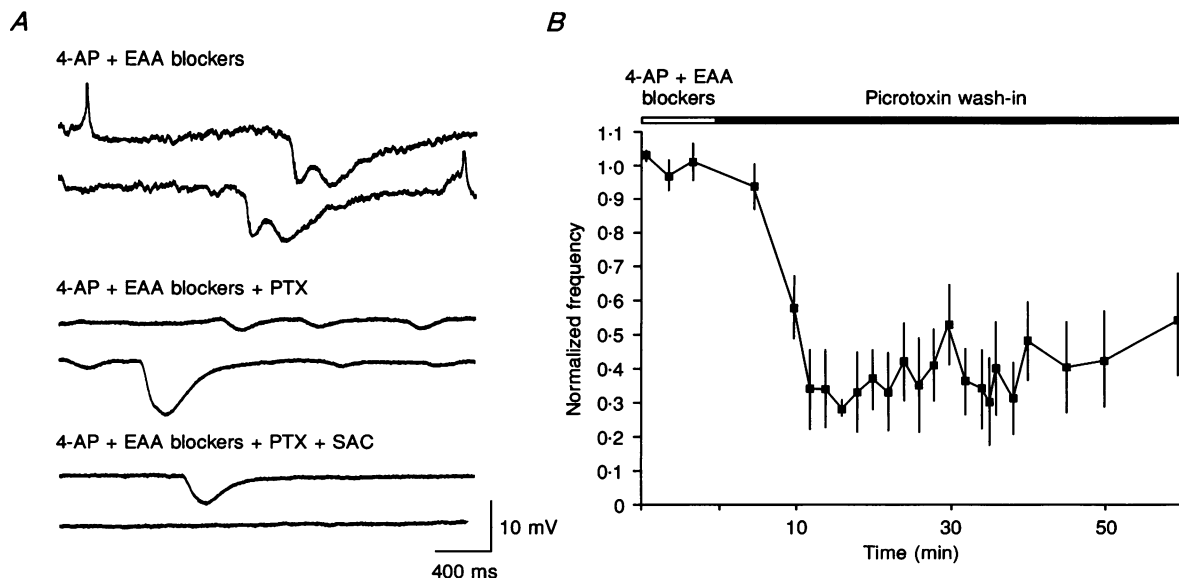 A
4-AP + EAA blockers
4-AP + EAA blockers + PTX
4-AP + EAA blockers + PTX + SAC
10 mV
400 ms
B
4-AP + EAA
blockers
Picrotoxin wash-in
Normalized frequency
1·1
1·0
0·9
0·8
0·7
0·6
0·5
0·4
0·3
0·2
0·1
0
10
30
50
Time (min)